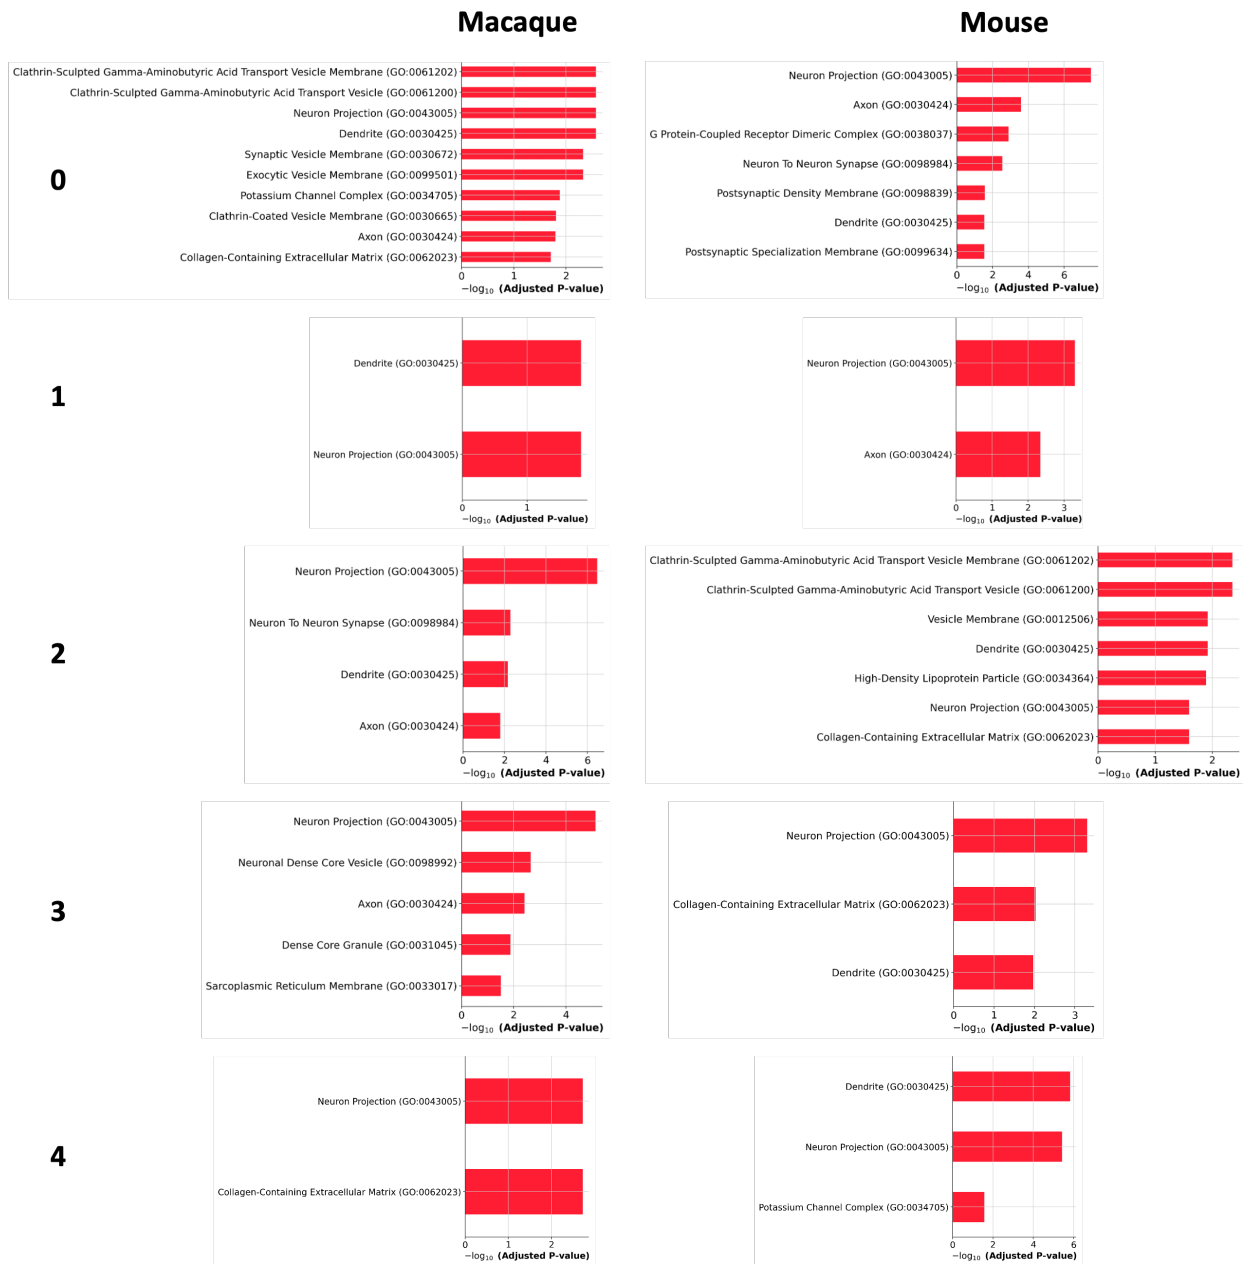 Macaque
Mouse
0
Clathrin-Sculpted Gamma-Aminobutyric Acid Transport Vesicle Membrane (GO:0061202)
Clathrin-Sculpted Gamma-Aminobutyric Acid Transport Vesicle (GO:0061200)
Neuron Projection (GO:0043005)
Dendrite (GO:0030425)
Synaptic Vesicle Membrane (GO:0030672)
Exocytic Vesicle Membrane (GO:0099501)
Potassium Channel Complex (GO:0034705)
Clathrin-Coated Vesicle Membrane (GO:0030665)
Axon (GO:0030424)
Collagen-Containing Extracellular Matrix (GO:0062023)
0 1 2
−log₁₀ (Adjusted P-value)
Neuron Projection (GO:0043005)
Axon (GO:0030424)
G Protein-Coupled Receptor Dimeric Complex (GO:0038037)
Neuron To Neuron Synapse (GO:0098984)
Postsynaptic Density Membrane (GO:0098839)
Dendrite (GO:0030425)
Postsynaptic Specialization Membrane (GO:0099634)
0 2 4 6
−log₁₀ (Adjusted P-value)
1
Dendrite (GO:0030425)
Neuron Projection (GO:0043005)
0 1
−log₁₀ (Adjusted P-value)
Neuron Projection (GO:0043005)
Axon (GO:0030424)
0 1 2 3
−log₁₀ (Adjusted P-value)
2
Neuron Projection (GO:0043005)
Neuron To Neuron Synapse (GO:0098984)
Dendrite (GO:0030425)
Axon (GO:0030424)
0 2 4 6
−log₁₀ (Adjusted P-value)
Clathrin-Sculpted Gamma-Aminobutyric Acid Transport Vesicle Membrane (GO:0061202)
Clathrin-Sculpted Gamma-Aminobutyric Acid Transport Vesicle (GO:0061200)
Vesicle Membrane (GO:0012506)
Dendrite (GO:0030425)
High-Density Lipoprotein Particle (GO:0034364)
Neuron Projection (GO:0043005)
Collagen-Containing Extracellular Matrix (GO:0062023)
0 1 2
−log₁₀ (Adjusted P-value)
3
Neuron Projection (GO:0043005)
Neuronal Dense Core Vesicle (GO:0098992)
Axon (GO:0030424)
Dense Core Granule (GO:0031045)
Sarcoplasmic Reticulum Membrane (GO:0033017)
0 2 4
−log₁₀ (Adjusted P-value)
Neuron Projection (GO:0043005)
Collagen-Containing Extracellular Matrix (GO:0062023)
Dendrite (GO:0030425)
0 1 2 3
−log₁₀ (Adjusted P-value)
4
Neuron Projection (GO:0043005)
Collagen-Containing Extracellular Matrix (GO:0062023)
0 1 2
−log₁₀ (Adjusted P-value)
Dendrite (GO:0030425)
Neuron Projection (GO:0043005)
Potassium Channel Complex (GO:0034705)
0 2 4 6
−log₁₀ (Adjusted P-value)